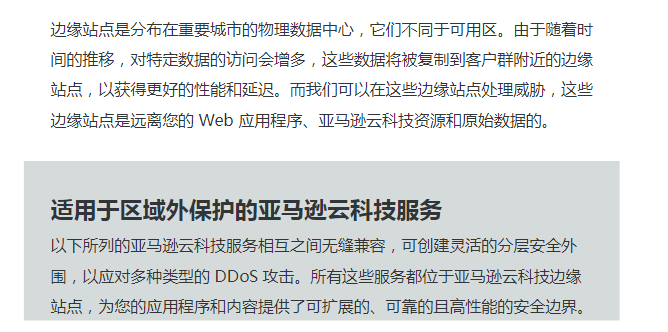 边缘站点是分布在重要城市的物理数据中心，它们不同于可用区。由于随着时
间的推移，对特定数据的访问会增多，这些数据将被复制到客户群附近的边缘
站点，以获得更好的性能和延迟。而我们可以在这些边缘站点处理威胁，这些
边缘站点是远离您的 Web 应用程序、亚马逊云科技资源和原始数据的。
适用于区域外保护的亚马逊云科技服务
以下所列的亚马逊云科技服务相互之间无缝兼容，可创建灵活的分层安全外
围，以应对多种类型的 DDoS 攻击。所有这些服务都位于亚马逊云科技边缘
站点，为您的应用程序和内容提供了可扩展的、可靠的且高性能的安全边界。